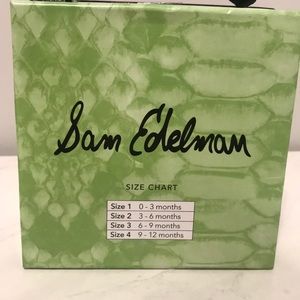 Sam Edelman
SIZE CHART
Size 1 0 - 3 months
Size 2 3 - 6 months
Size 3 6 - 9 months
Size 4 9 - 12 months